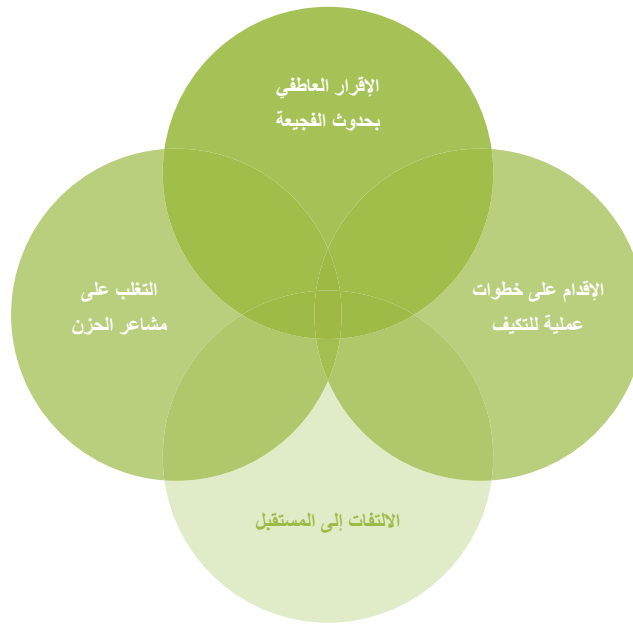 الإقرار العاطفي
بحدوث الفجيعة
الإقدام على خطوات
عملية للتكيف
التغلب على
مشاعر الحزن
الالتفات إلى المستقبل